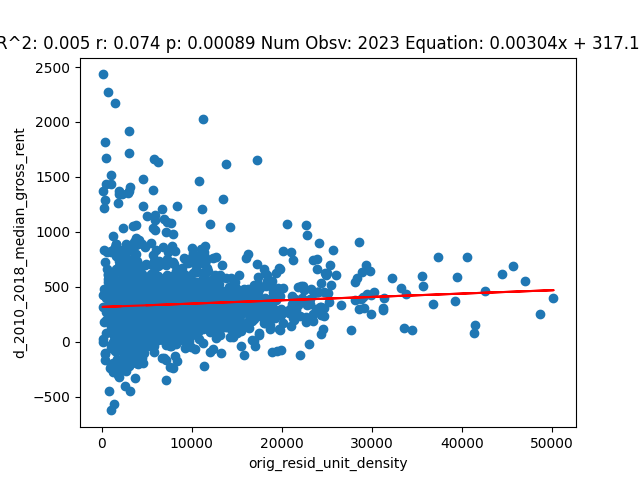 R^2: 0.005 r: 0.074 p: 0.00089 Num Obsv: 2023 Equation: 0.00304x + 317.1
2500
2000
1500
1000
500
0
−500
d_2010_2018_median_gross_rent
0 10000 20000 30000 40000 50000
orig_resid_unit_density